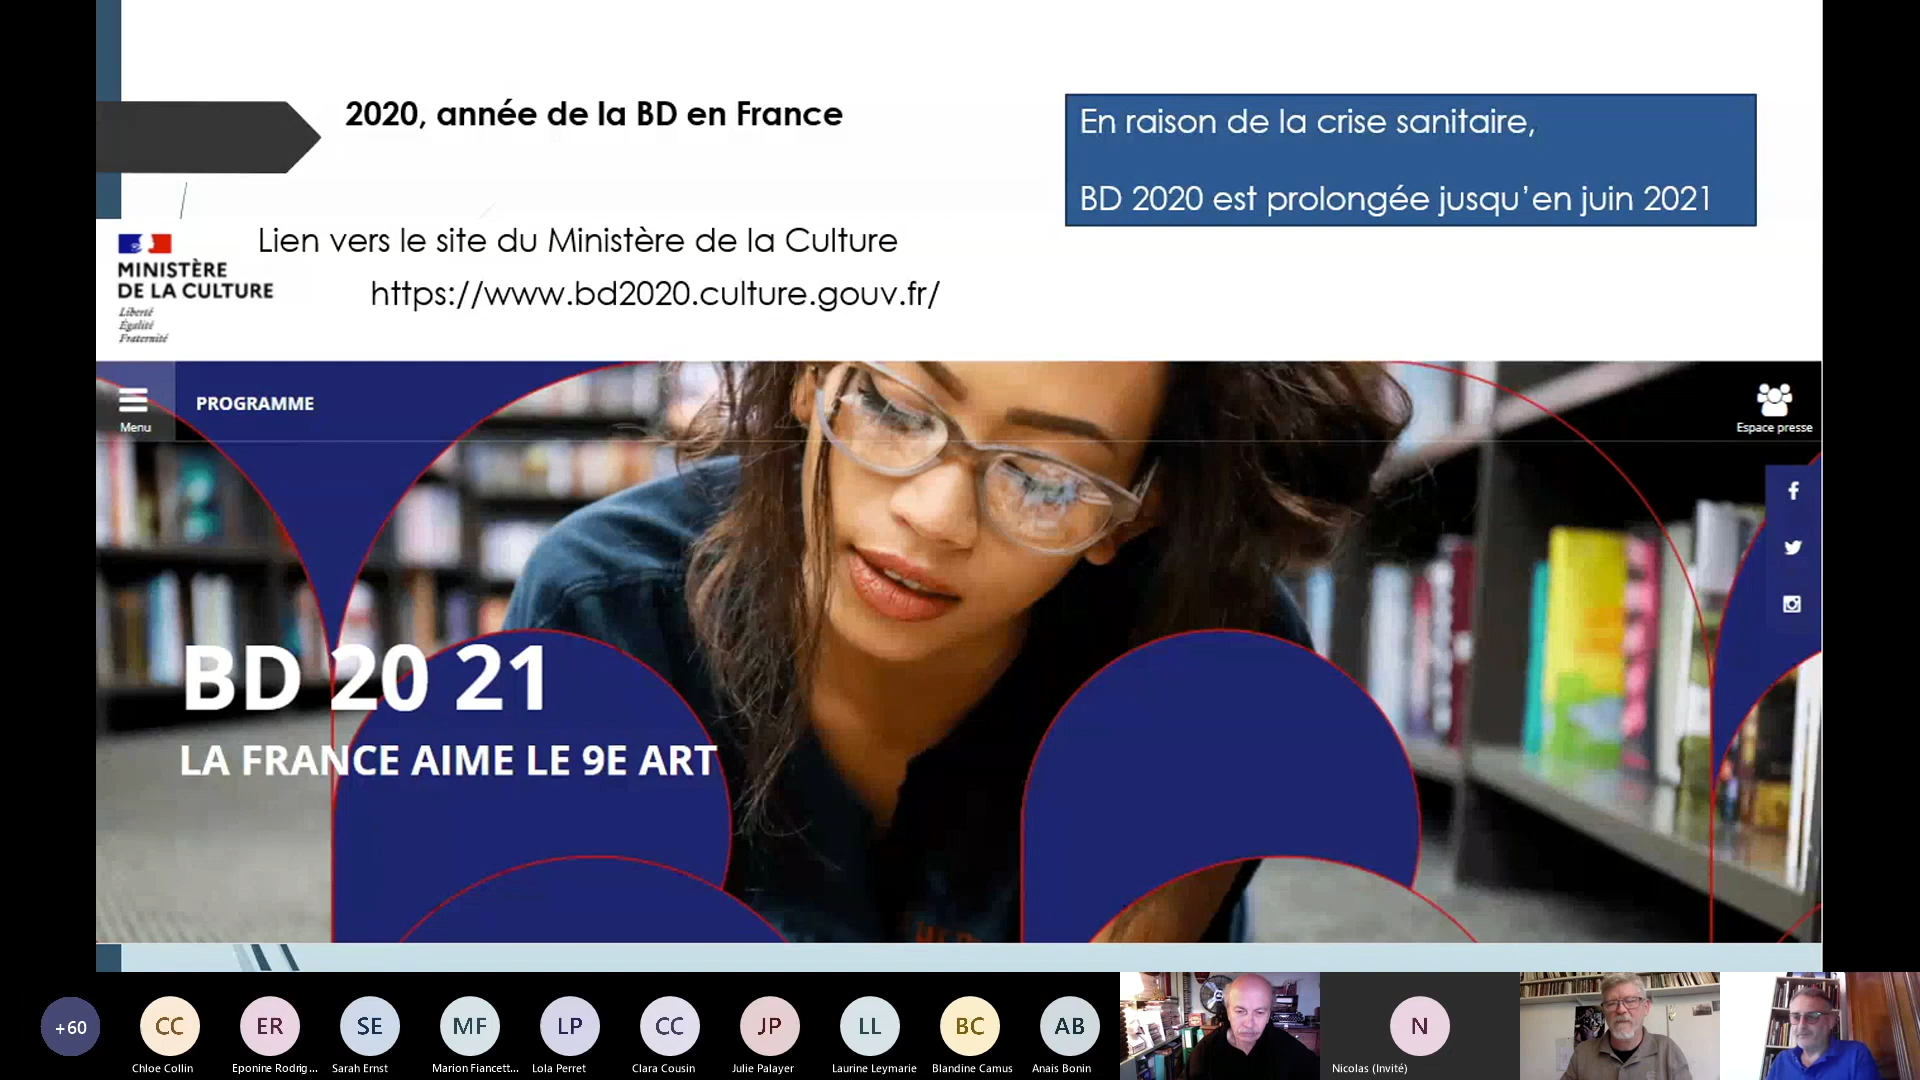 2020, année de la BD en France
En raison de la crise sanitaire,
BD 2020 est prolongée jusqu'en juin 2021
Lien vers le site du Ministère de la Culture
https://www.bd2020.culture.gouv.fr/
MINISTÈRE
DE LA CULTURE
Liberté
Égalité
Fraternité
Menu
PROGRAMME
Espace presse
BD 20 21
LA FRANCE AIME LE 9E ART
+60
CC
ER
SE
MF
LP
CC
JP
LL
BC
AB
N
Chloe Collin
Eponine Rodrig...
Sarah Ernst
Marion Fiancett...
Lola Perret
Clara Cousin
Julie Palayer
Laurine Leymarie
Blandine Camus
Anais Bonin
Nicolas (Invité)